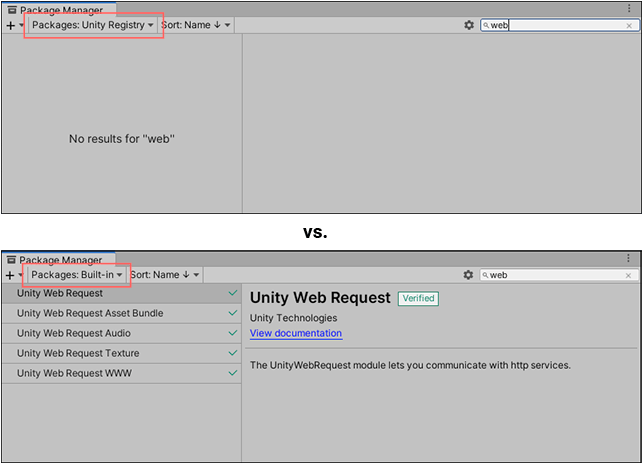 Package Manager
+ Packages: Unity Registry Sort: Name ↓ web ×
No results for "web"
vs.
Package Manager
+ Packages: Built-in Sort: Name ↓ web ×
Unity Web Request ✓
Unity Web Request Asset Bundle ✓
Unity Web Request Audio ✓
Unity Web Request Texture ✓
Unity Web Request WWW ✓
Unity Web Request Verified
Unity Technologies
View documentation
The UnityWebRequest module lets you communicate with http services.